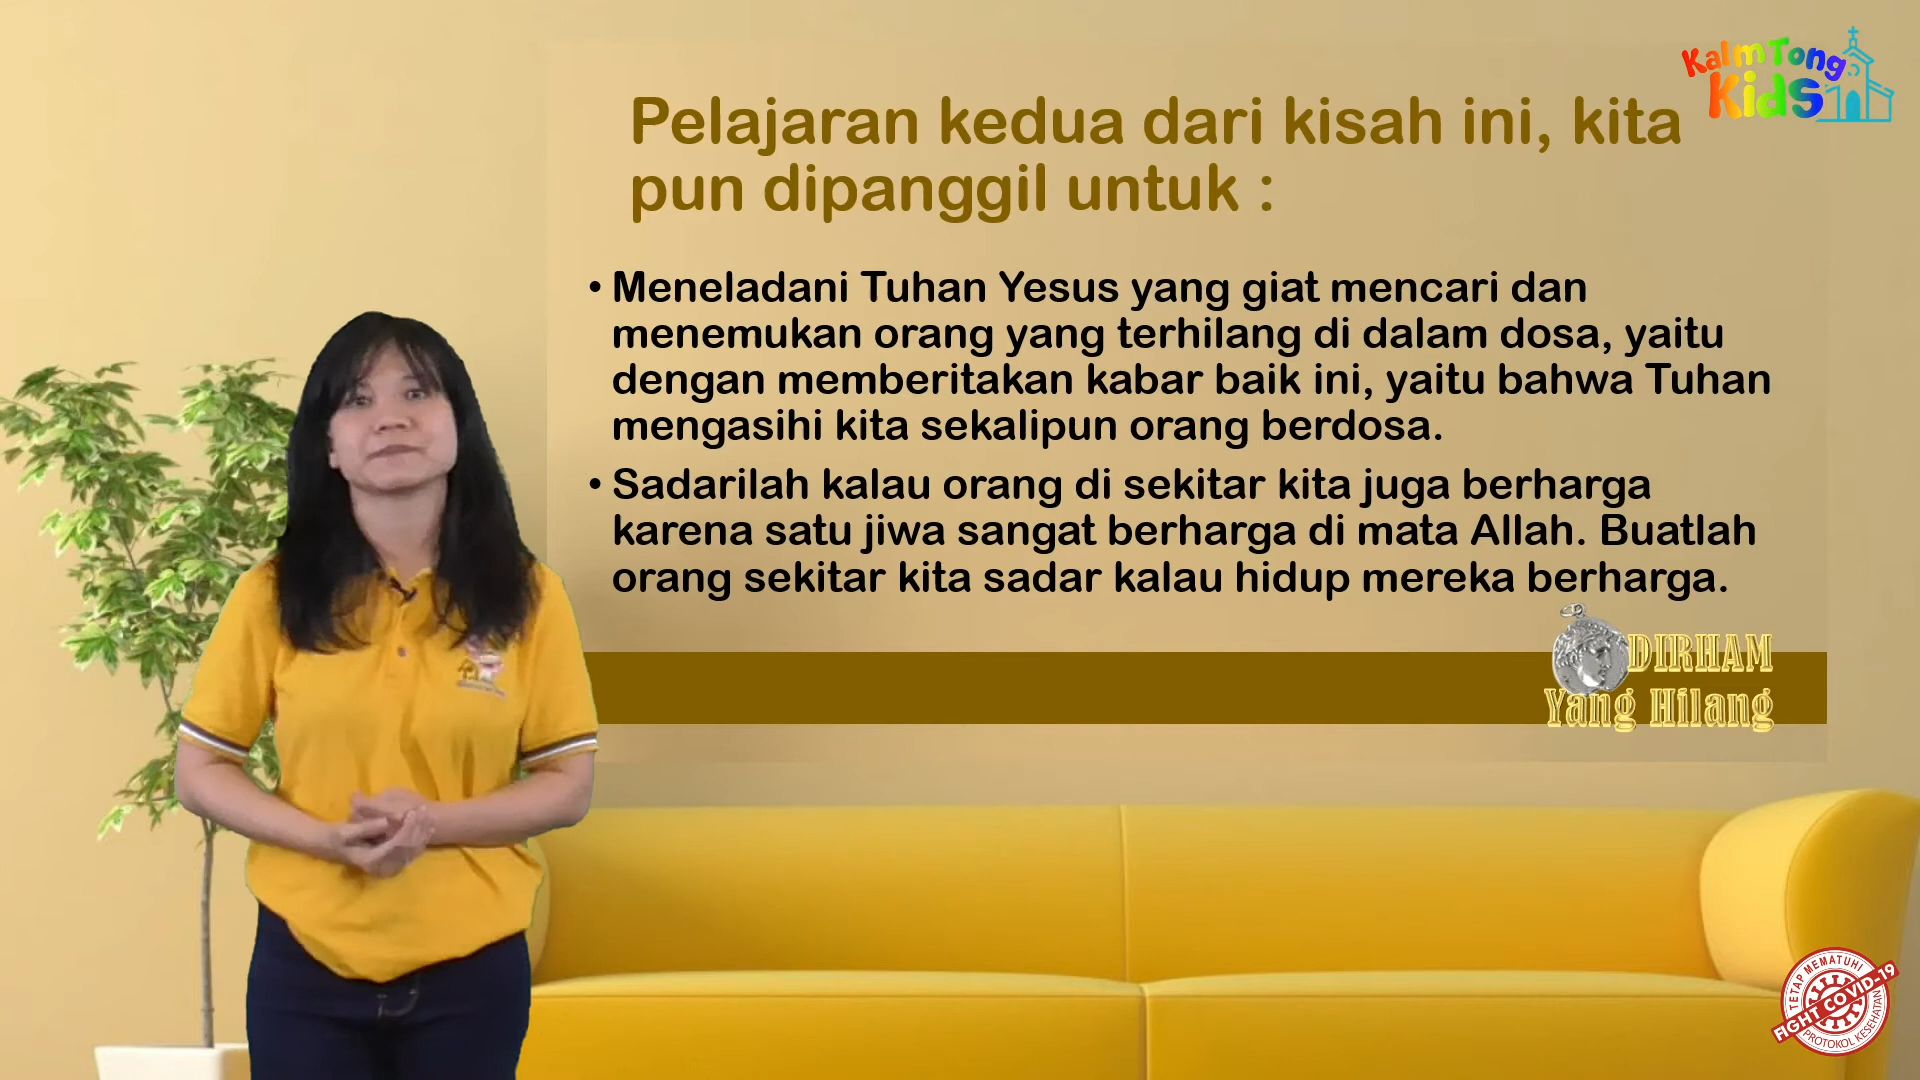 KalmTong
Kids
Pelajaran kedua dari kisah ini, kita
pun dipanggil untuk :
• Meneladani Tuhan Yesus yang giat mencari dan
menemukan orang yang terhilang di dalam dosa, yaitu
dengan memberitakan kabar baik ini, yaitu bahwa Tuhan
mengasihi kita sekalipun orang berdosa.
• Sadarilah kalau orang di sekitar kita juga berharga
karena satu jiwa sangat berharga di mata Allah. Buatlah
orang sekitar kita sadar kalau hidup mereka berharga.
DIRHAM
Yang Hilang
TETAP MEMATUHI
FIGHT COVID-19
PROTOKOL KESEHATAN